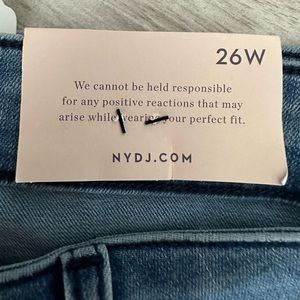 26W
We cannot be held responsible
for any positive reactions that may
arise while wearing your perfect fit.
NYDJ.COM